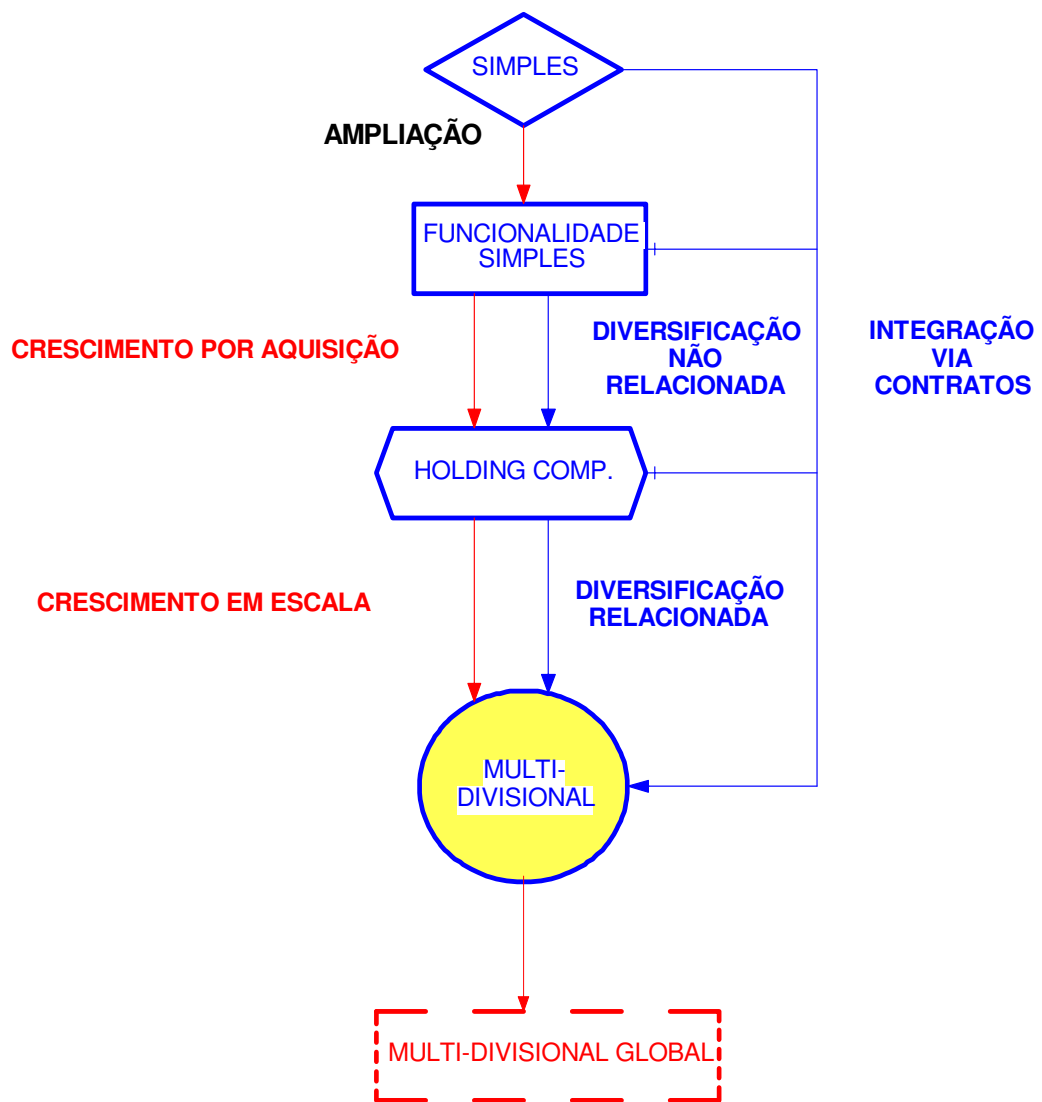 SIMPLES
AMPLIAÇÃO
FUNCIONALIDADE
SIMPLES
CRESCIMENTO POR AQUISIÇÃO
DIVERSIFICAÇÃO
NÃO
RELACIONADA
INTEGRAÇÃO
VIA
CONTRATOS
HOLDING COMP.
CRESCIMENTO EM ESCALA
DIVERSIFICAÇÃO
RELACIONADA
MULTI-
DIVISIONAL
MULTI-DIVISIONAL GLOBAL